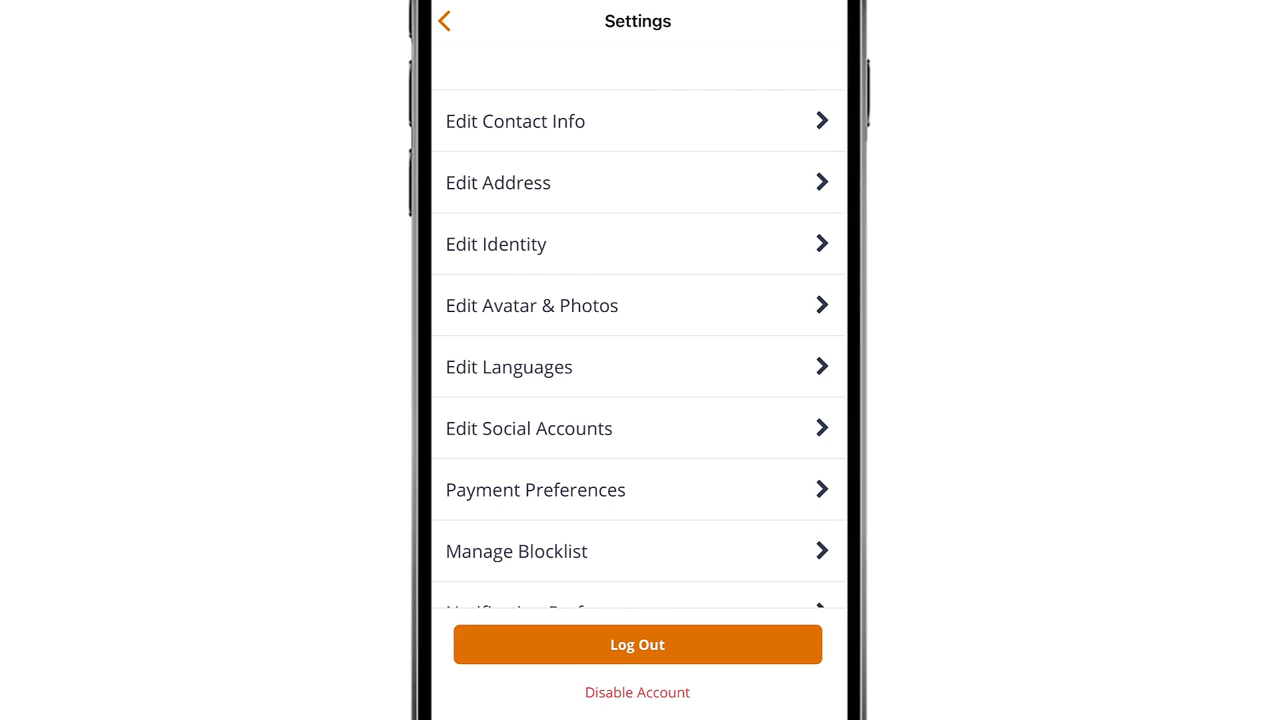 Settings
Edit Contact Info
Edit Address
Edit Identity
Edit Avatar & Photos
Edit Languages
Edit Social Accounts
Payment Preferences
Manage Blocklist
Log Out
Disable Account